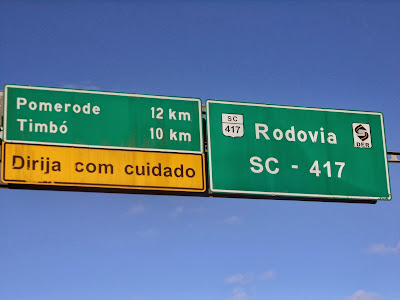 Pomerode 12 km
Timbó 10 km
Dirija com cuidado
SC
417
Rodovia
SC - 417
DER